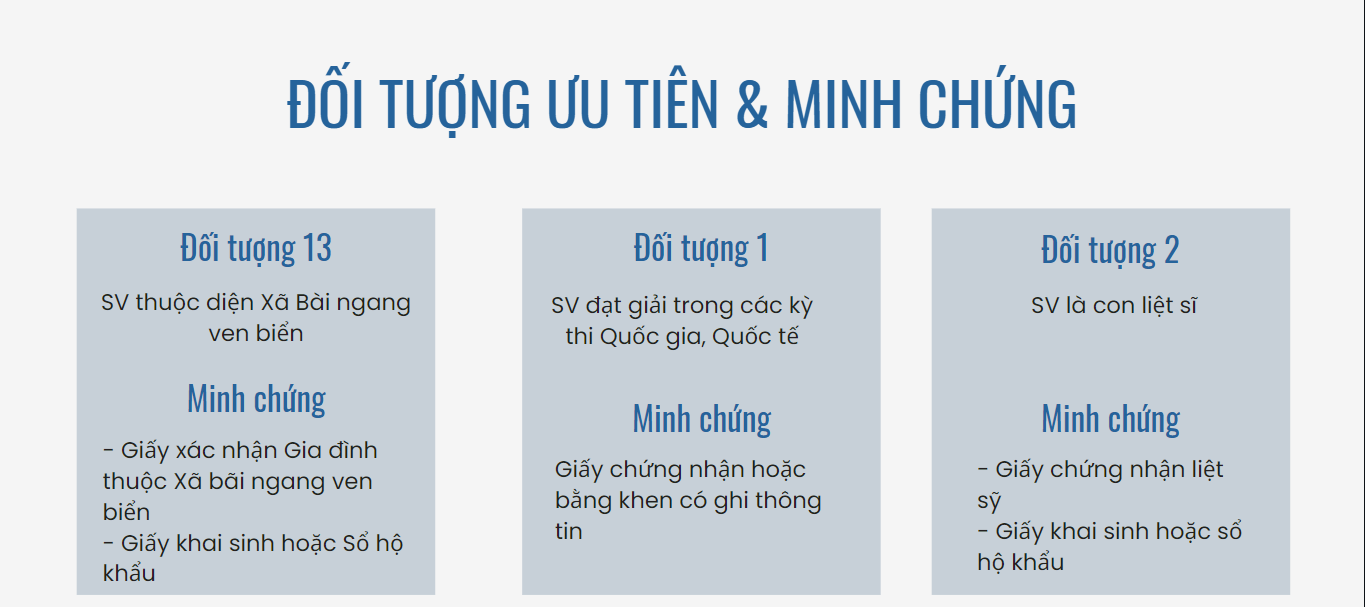 ĐỐI TƯỢNG ƯU TIÊN & MINH CHỨNG
Đối tượng 13
SV thuộc diện Xã Bài ngang
ven biển
Minh chứng
- Giấy xác nhận Gia đình
thuộc Xã bãi ngang ven
biển
- Giấy khai sinh hoặc Sổ hộ
khẩu
Đối tượng 1
SV đạt giải trong các kỳ
thi Quốc gia, Quốc tế
Minh chứng
Giấy chứng nhận hoặc
bằng khen có ghi thông
tin
Đối tượng 2
SV là con liệt sĩ
Minh chứng
- Giấy chứng nhận liệt
sỹ
- Giấy khai sinh hoặc sổ
hộ khẩu